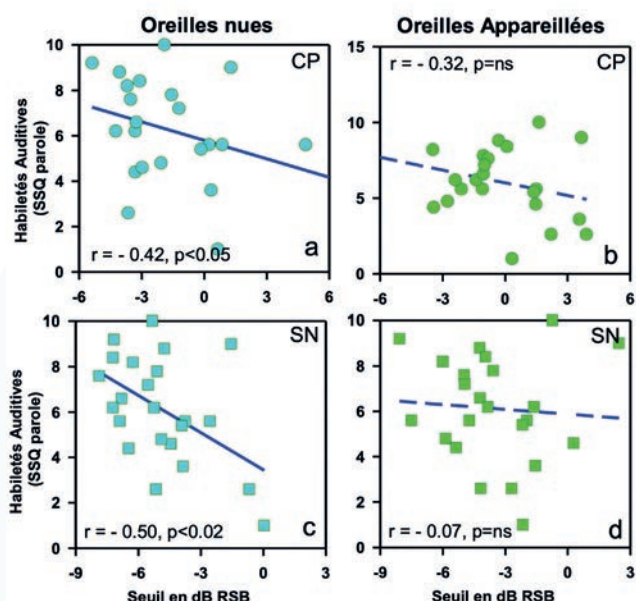 Oreilles nues
Oreilles Appareillées
10
8
6
4
2
0
Habiletés Auditives
(SSQ parole)
CP
r = - 0.42, p<0.05
a
-6
-3
0
3
6
15
10
5
0
r = - 0.32, p=ns
CP
b
-6
-3
0
3
6
10
8
6
4
2
0
Habiletés Auditives
(SSQ parole)
SN
r = - 0.50, p<0.02
c
-9
-6
-3
0
3
Seuil en dB RSB
10
8
6
4
2
0
SN
r = - 0.07, p=ns
d
-9
-6
-3
0
3
Seuil en dB RSB